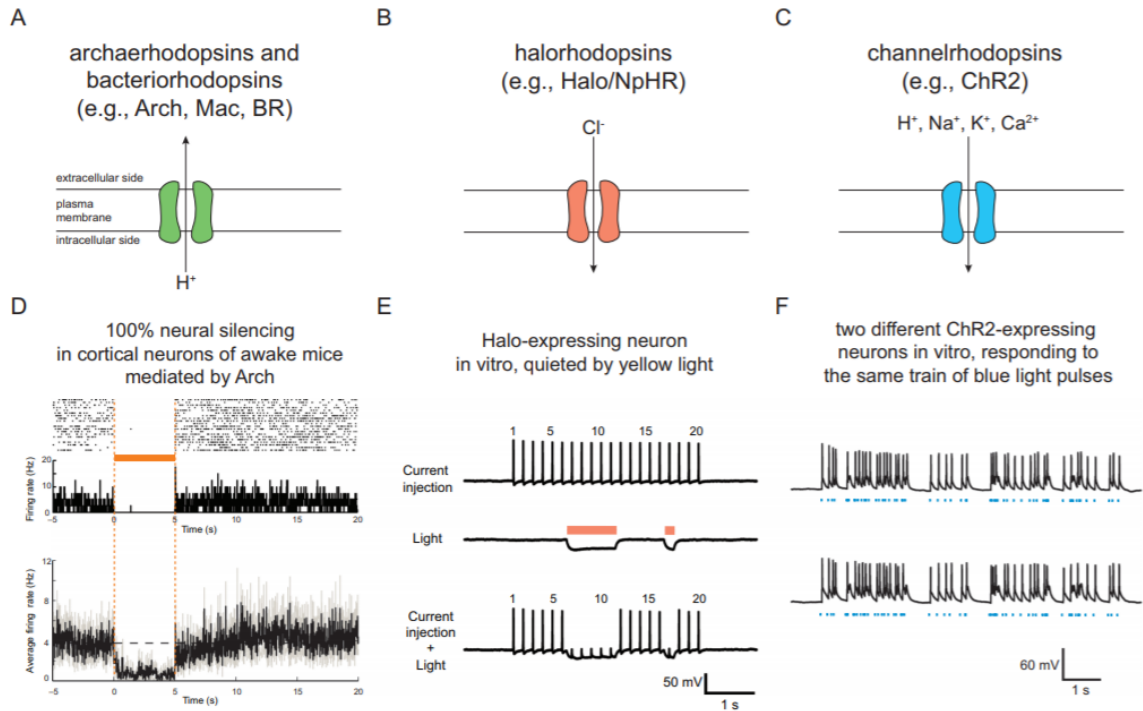 A
archaerhodopsins and
bacteriorhodopsins
(e.g., Arch, Mac, BR)
extracellular side
plasma
membrane
intracellular side
H⁺
B
halorhodopsins
(e.g., Halo/NpHR)
Cl⁻
C
channelrhodopsins
(e.g., ChR2)
H⁺, Na⁺, K⁺, Ca²⁺
D
100% neural silencing
in cortical neurons of awake mice
mediated by Arch
Firing rate (Hz)
20
10
0
−5 0 5 10 15 20
Time (s)
Average firing rate (Hz)
12
8
4
0
−5 0 5 10 15 20
Time (s)
E
Halo-expressing neuron
in vitro, quieted by yellow light
1 5 10 15 20
Current
injection
Light
1 5 10 15 20
Current
injection
+
Light
50 mV
1 s
F
two different ChR2-expressing
neurons in vitro, responding to
the same train of blue light pulses
60 mV
1 s